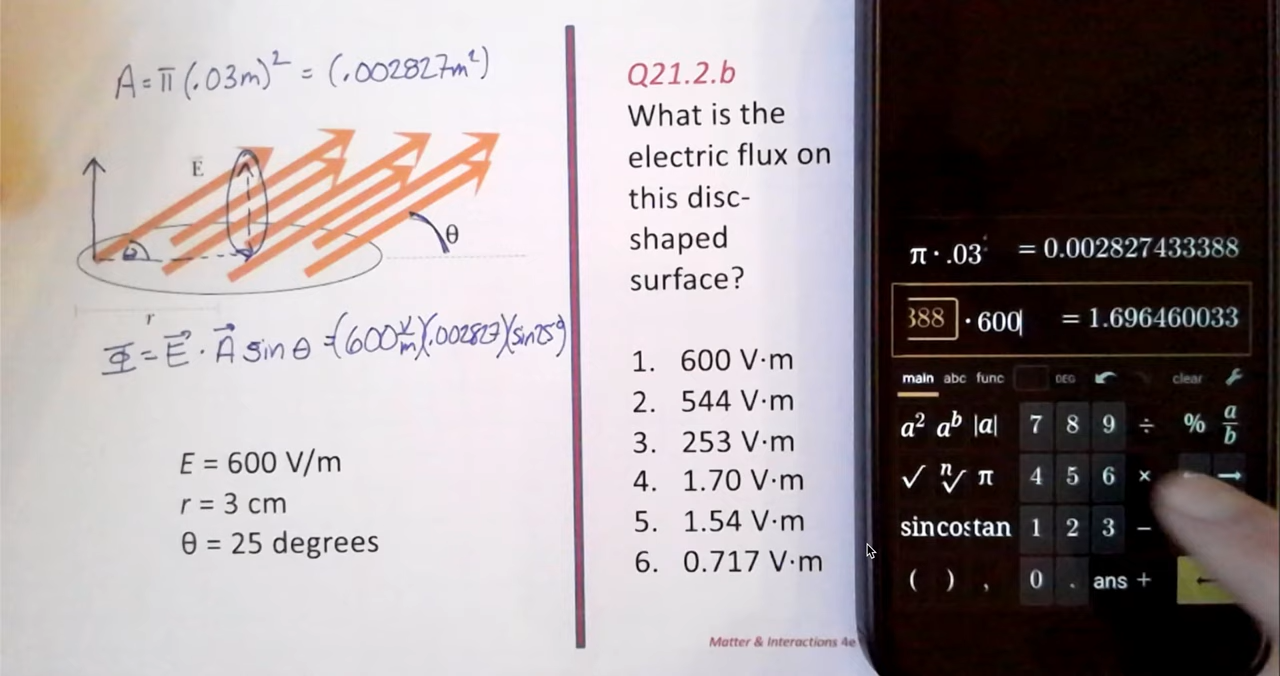 A = π (.03m)² = (.002827m²)
E
θ
r
Φ = E⃗ · A⃗ sin θ = (600 V/m)(.002827)(sin25°)
E = 600 V/m
r = 3 cm
θ = 25 degrees
Q21.2.b
What is the
electric flux on
this disc-
shaped
surface?
1. 600 V·m
2. 544 V·m
3. 253 V·m
4. 1.70 V·m
5. 1.54 V·m
6. 0.717 V·m
Matter & Interactions 4e
π · .03² = 0.002827433388
388 · 600 = 1.696460033
main abc func DEG clear
a² aᵇ |a| 7 8 9 ÷ % a/b
√ ⁿ√ π 4 5 6 × →
sin cos tan 1 2 3 −
( ) , 0 . ans +